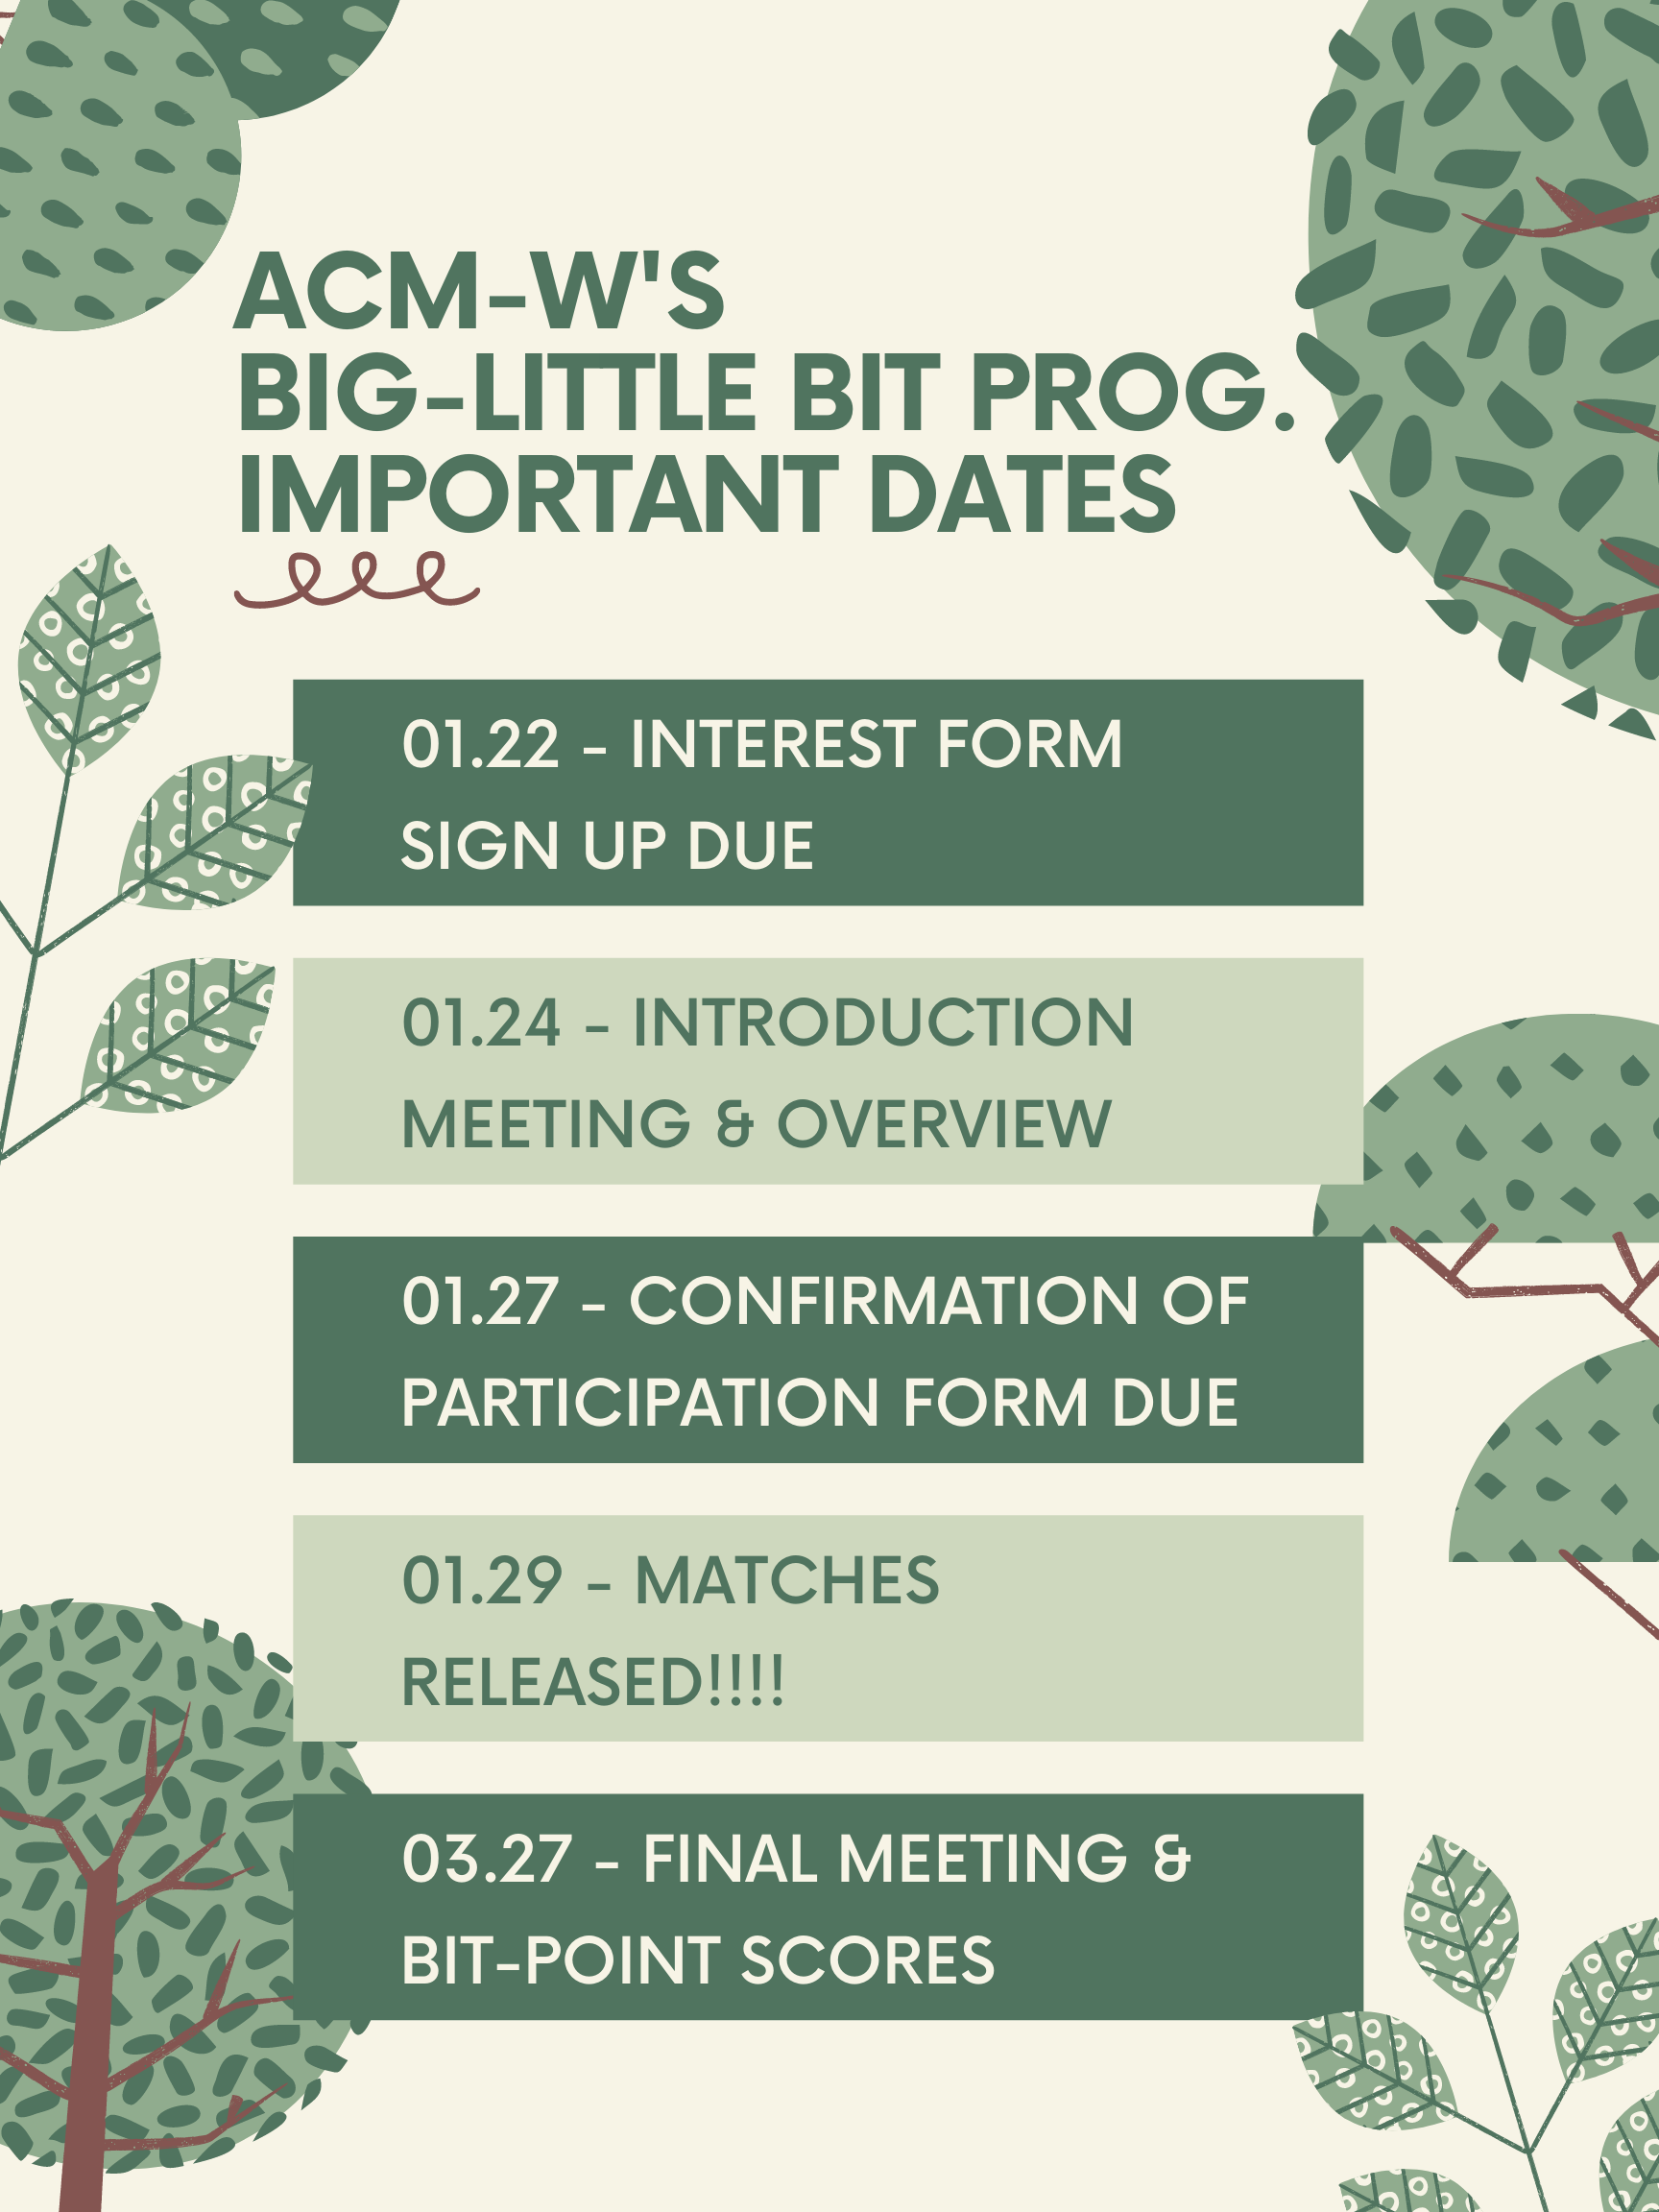 ACM-W'S
BIG-LITTLE BIT PROG.
IMPORTANT DATES
01.22 - INTEREST FORM
SIGN UP DUE
01.24 - INTRODUCTION
MEETING & OVERVIEW
01.27 - CONFIRMATION OF
PARTICIPATION FORM DUE
01.29 - MATCHES
RELEASED!!!!
03.27 - FINAL MEETING &
BIT-POINT SCORES